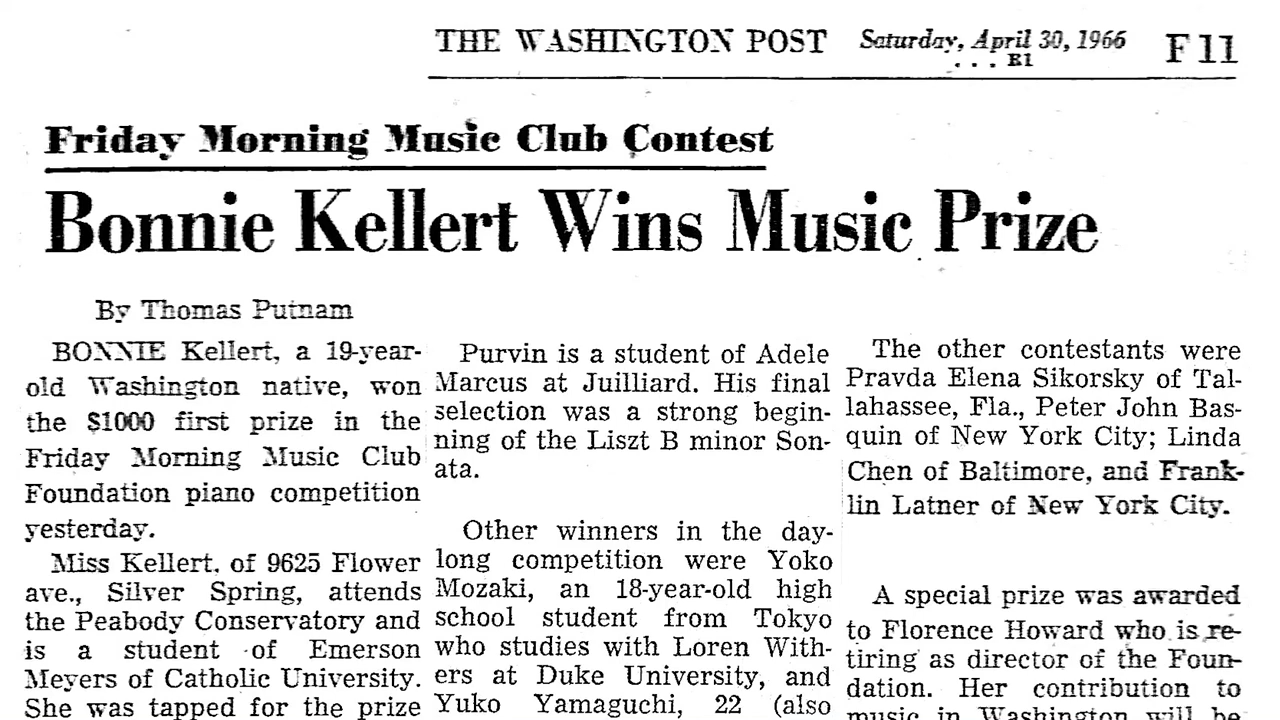 THE WASHINGTON POST Saturday, April 30, 1966 F 11
. . . B1
Friday Morning Music Club Contest
Bonnie Kellert Wins Music Prize
By Thomas Putnam
BONNIE Kellert, a 19-year-
old Washington native, won
the $1000 first prize in the
Friday Morning Music Club
Foundation piano competition
yesterday.
Miss Kellert, of 9625 Flower
ave., Silver Spring, attends
the Peabody Conservatory and
is a student of Emerson
Meyers of Catholic University.
She was tapped for the prize
Purvin is a student of Adele
Marcus at Juilliard. His final
selection was a strong begin-
ning of the Liszt B minor Son-
ata.
Other winners in the day-
long competition were Yoko
Mozaki, an 18-year-old high
school student from Tokyo
who studies with Loren With-
ers at Duke University, and
Yuko Yamaguchi, 22 (also
The other contestants were
Pravda Elena Sikorsky of Tal-
lahassee, Fla., Peter John Bas-
quin of New York City; Linda
Chen of Baltimore, and Frank-
lin Latner of New York City.
A special prize was awarded
to Florence Howard who is re-
tiring as director of the Foun-
dation. Her contribution to
music in Washington will be